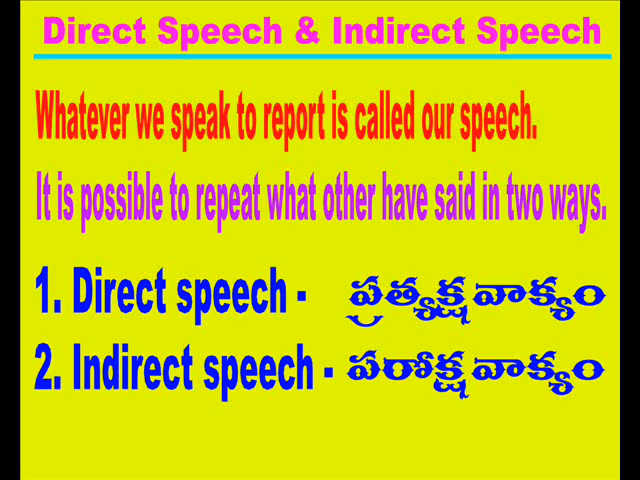 Direct Speech & Indirect Speech
Whatever we speak to report is called our speech.
It is possible to repeat what other have said in two ways.
1. Direct speech - ప్రత్యక్ష వాక్యం
2. Indirect speech - పరోక్ష వాక్యం